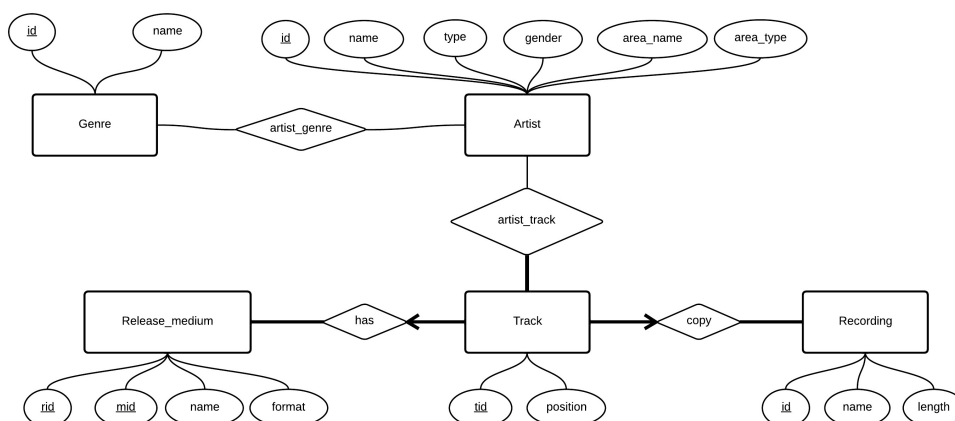 id
name
id
name
type
gender
area_name
area_type
Genre
artist_genre
Artist
artist_track
Release_medium
has
Track
copy
Recording
rid
mid
name
format
tid
position
id
name
length